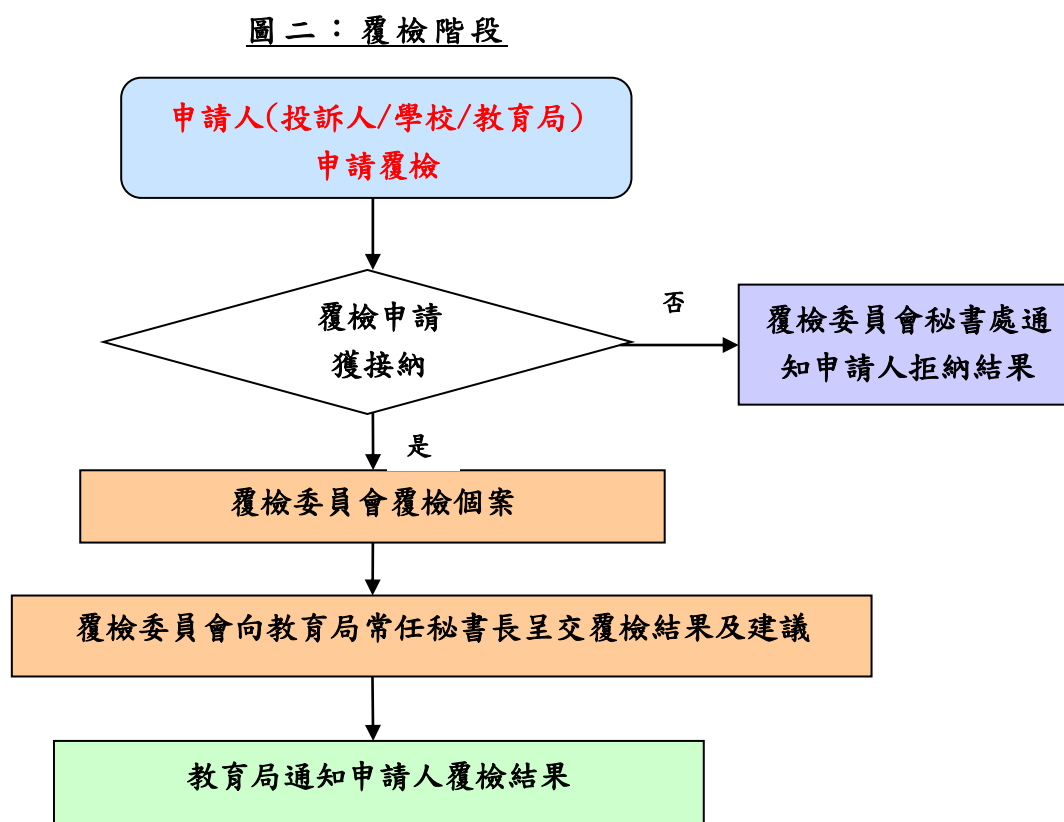 圖二：覆檢階段
申請人(投訴人/學校/教育局)
申請覆檢
覆檢申請
獲接納
否
覆檢委員會秘書處通
知申請人拒納結果
是
覆檢委員會覆檢個案
覆檢委員會向教育局常任秘書長呈交覆檢結果及建議
教育局通知申請人覆檢結果